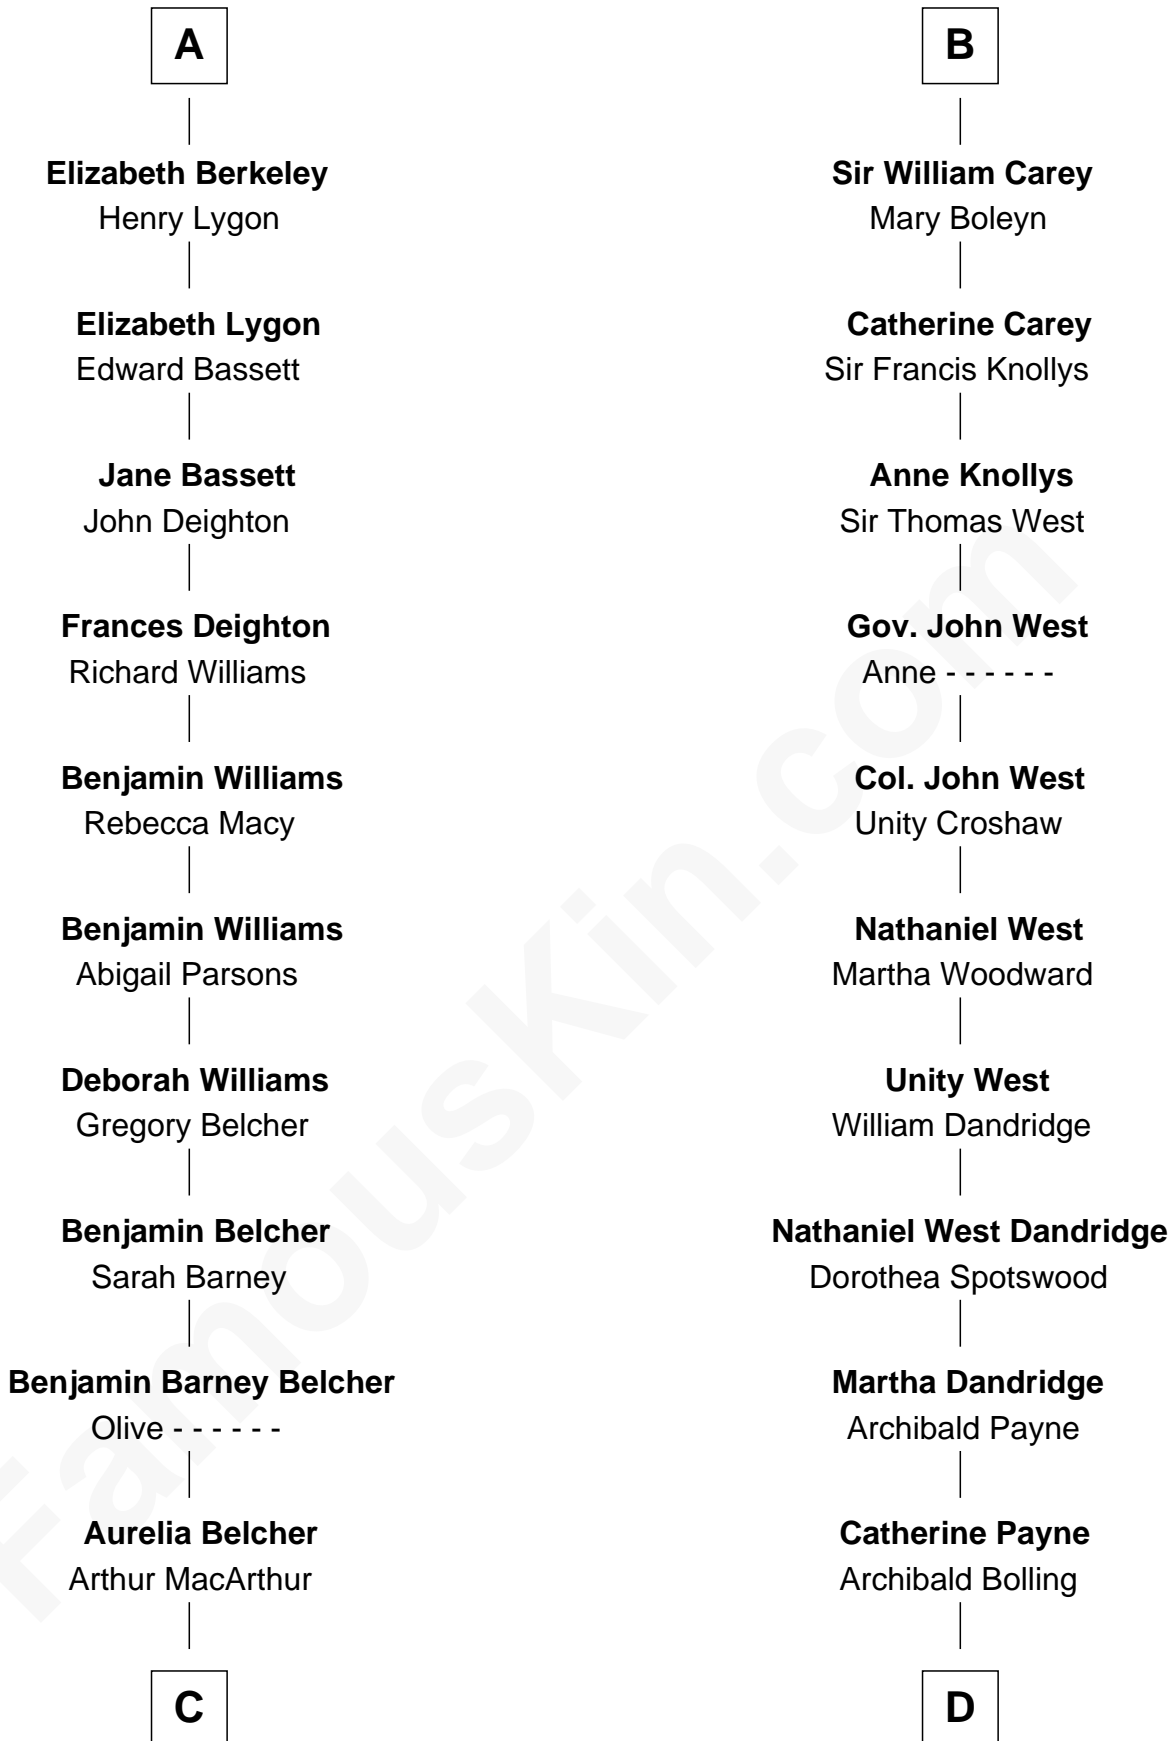 A
Elizabeth Berkeley
Henry Lygon
Elizabeth Lygon
Edward Bassett
Jane Bassett
John Deighton
Frances Deighton
Richard Williams
Benjamin Williams
Rebecca Macy
Benjamin Williams
Abigail Parsons
Deborah Williams
Gregory Belcher
Benjamin Belcher
Sarah Barney
Benjamin Barney Belcher
Olive - - - - - -
Aurelia Belcher
Arthur MacArthur
C
B
Sir William Carey
Mary Boleyn
Catherine Carey
Sir Francis Knollys
Anne Knollys
Sir Thomas West
Gov. John West
Anne - - - - - -
Col. John West
Unity Croshaw
Nathaniel West
Martha Woodward
Unity West
William Dandridge
Nathaniel West Dandridge
Dorothea Spotswood
Martha Dandridge
Archibald Payne
Catherine Payne
Archibald Bolling
D
FamousKin.com